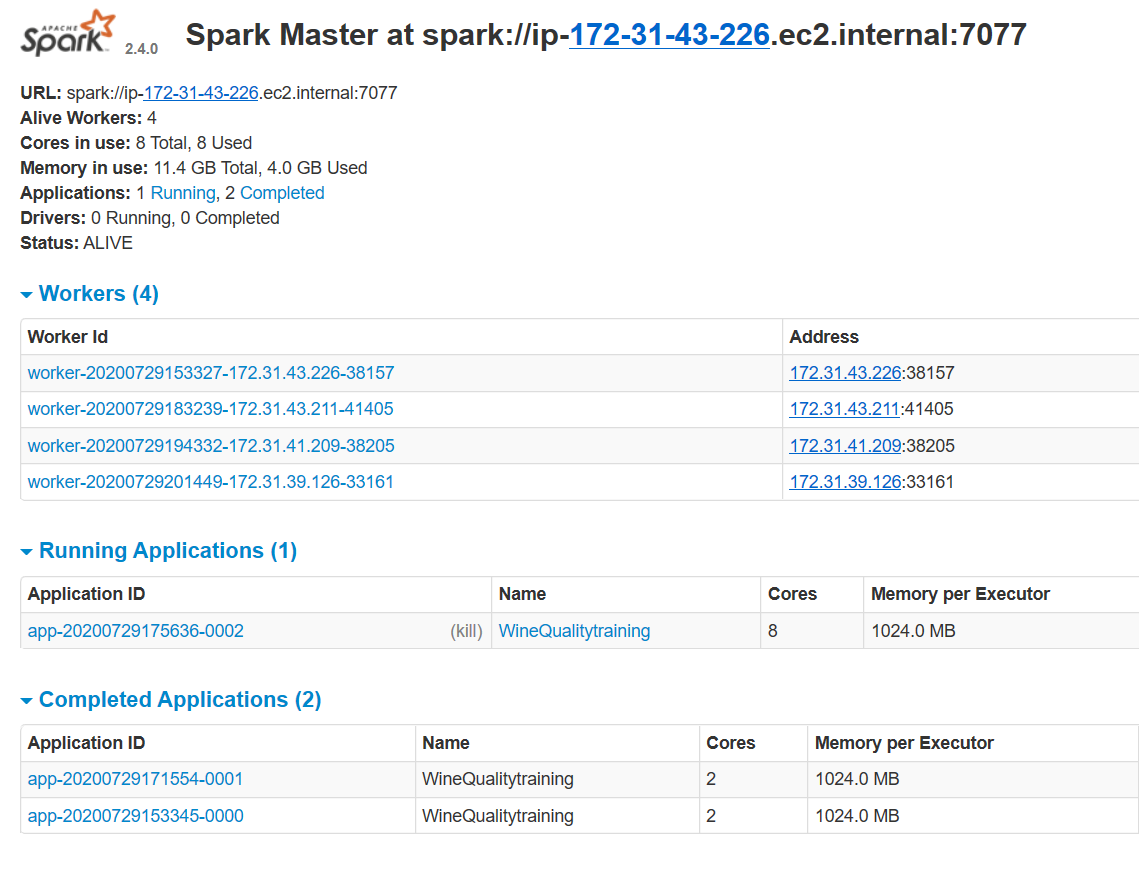 APACHE
Spark 2.4.0 Spark Master at spark://ip-172-31-43-226.ec2.internal:7077
URL: spark://ip-172-31-43-226.ec2.internal:7077
Alive Workers: 4
Cores in use: 8 Total, 8 Used
Memory in use: 11.4 GB Total, 4.0 GB Used
Applications: 1 Running, 2 Completed
Drivers: 0 Running, 0 Completed
Status: ALIVE
Workers (4)
Worker Id Address
worker-20200729153327-172.31.43.226-38157 172.31.43.226:38157
worker-20200729183239-172.31.43.211-41405 172.31.43.211:41405
worker-20200729194332-172.31.41.209-38205 172.31.41.209:38205
worker-20200729201449-172.31.39.126-33161 172.31.39.126:33161
Running Applications (1)
Application ID Name Cores Memory per Executor
app-20200729175636-0002 (kill) WineQualitytraining 8 1024.0 MB
Completed Applications (2)
Application ID Name Cores Memory per Executor
app-20200729171554-0001 WineQualitytraining 2 1024.0 MB
app-20200729153345-0000 WineQualitytraining 2 1024.0 MB